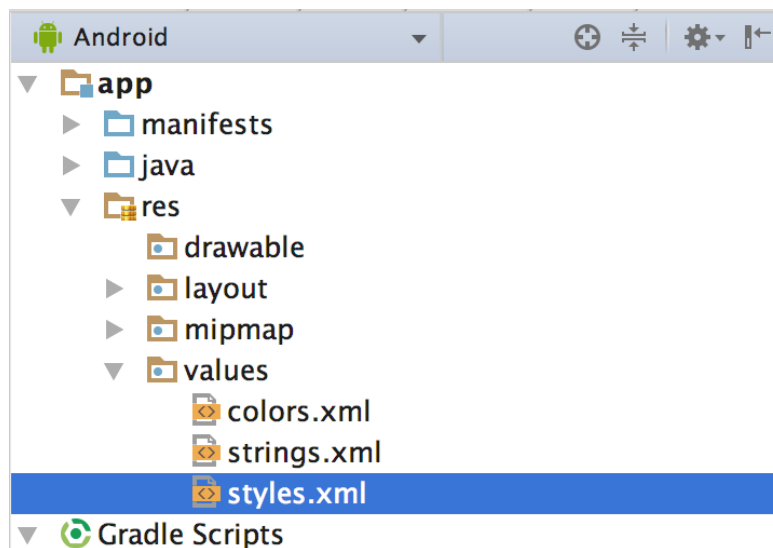 Android
app
manifests
java
res
drawable
layout
mipmap
values
colors.xml
strings.xml
styles.xml
Gradle Scripts